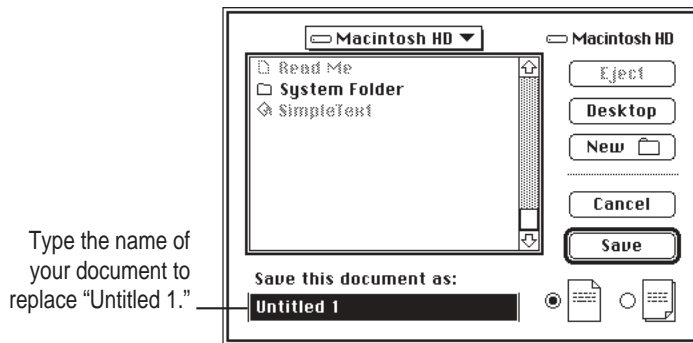 Macintosh HD
Macintosh HD
Read Me
System Folder
SimpleText
Eject
Desktop
New
Cancel
Save
Type the name of
your document to
replace “Untitled 1.”
Save this document as:
Untitled 1